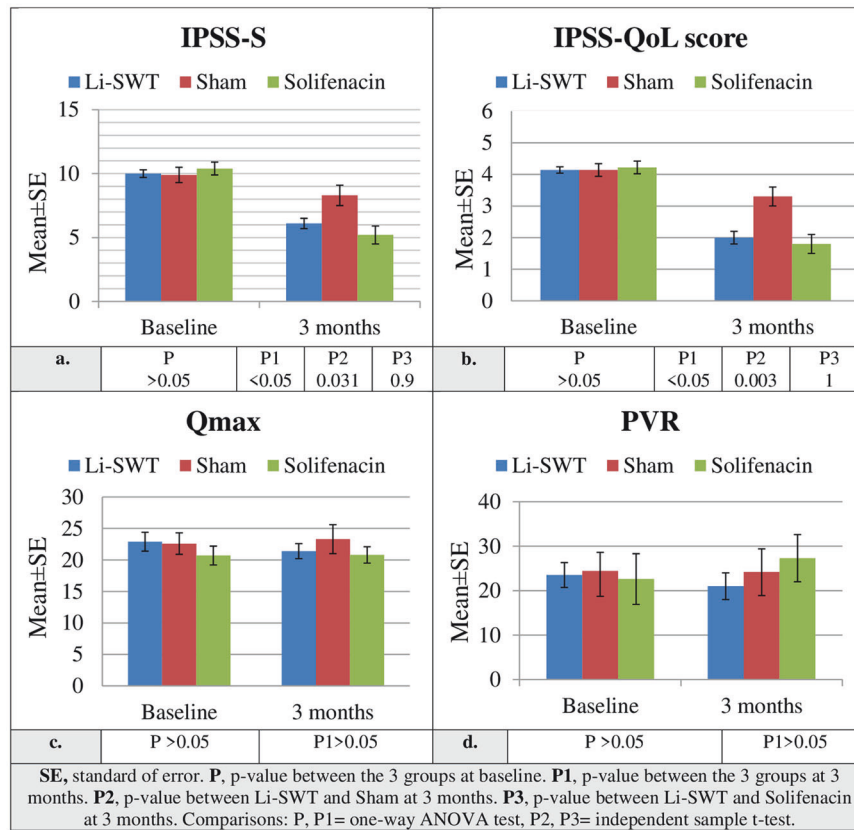 IPSS-S
Li-SWT Sham Solifenacin
15
10
5
0
Mean±SE
Baseline 3 months
a. P P1 P2 P3
>0.05 <0.05 0.031 0.9
IPSS-QoL score
Li-SWT Sham Solifenacin
6
5
4
3
2
1
0
Mean±SE
Baseline 3 months
b. P P1 P2 P3
>0.05 <0.05 0.003 1
Qmax
Li-SWT Sham Solifenacin
30
25
20
15
10
5
0
Mean±SE
Baseline 3 months
c. P >0.05 P1>0.05
PVR
Li-SWT Sham Solifenacin
40
30
20
10
0
Mean±SE
Baseline 3 months
d. P >0.05 P1>0.05
SE, standard of error. P, p-value between the 3 groups at baseline. P1, p-value between the 3 groups at 3
months. P2, p-value between Li-SWT and Sham at 3 months. P3, p-value between Li-SWT and Solifenacin
at 3 months. Comparisons: P, P1= one-way ANOVA test, P2, P3= independent sample t-test.